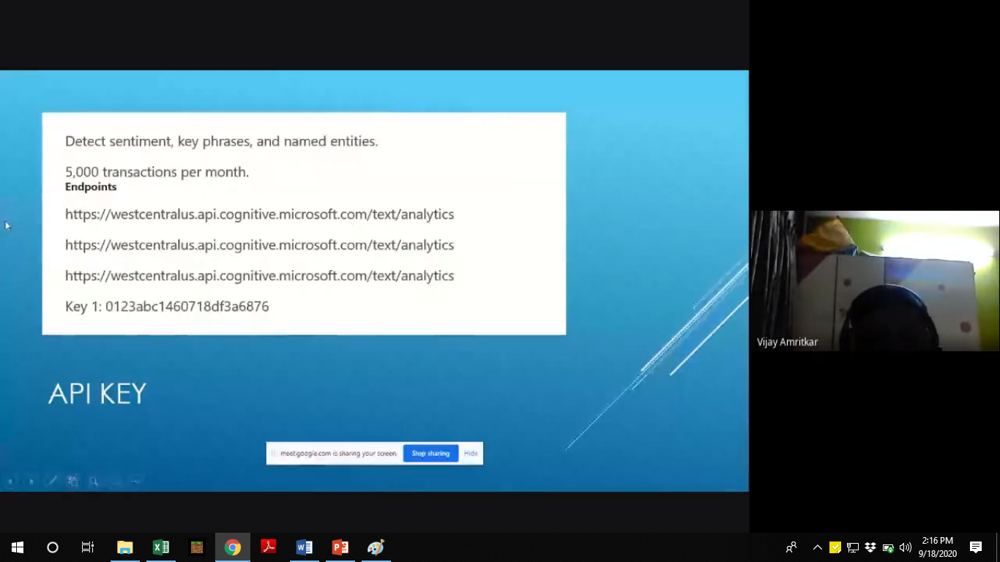 Detect sentiment, key phrases, and named entities.
5,000 transactions per month.
Endpoints
https://westcentralus.api.cognitive.microsoft.com/text/analytics
https://westcentralus.api.cognitive.microsoft.com/text/analytics
https://westcentralus.api.cognitive.microsoft.com/text/analytics
Key 1: 0123abc1460718df3a6876
API KEY
meet.google.com is sharing your screen. Stop sharing Hide
Vijay Amritkar
2:16 PM
9/18/2020